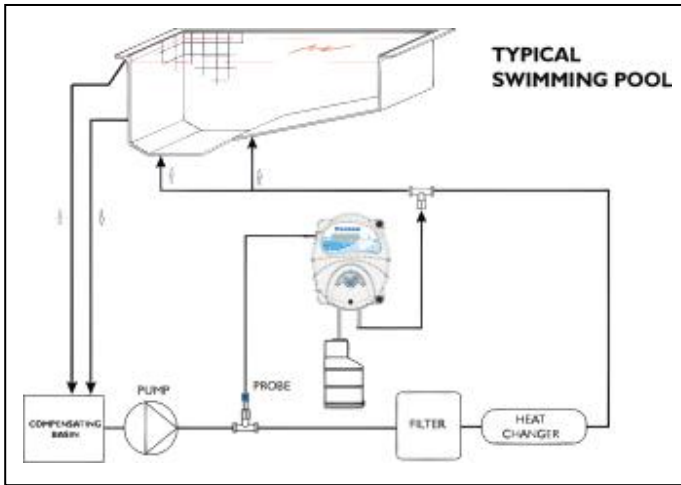 TYPICAL
SWIMMING POOL
PROBE
PUMP
COMPENSATING
BASIN
FILTER
HEAT
CHANGER